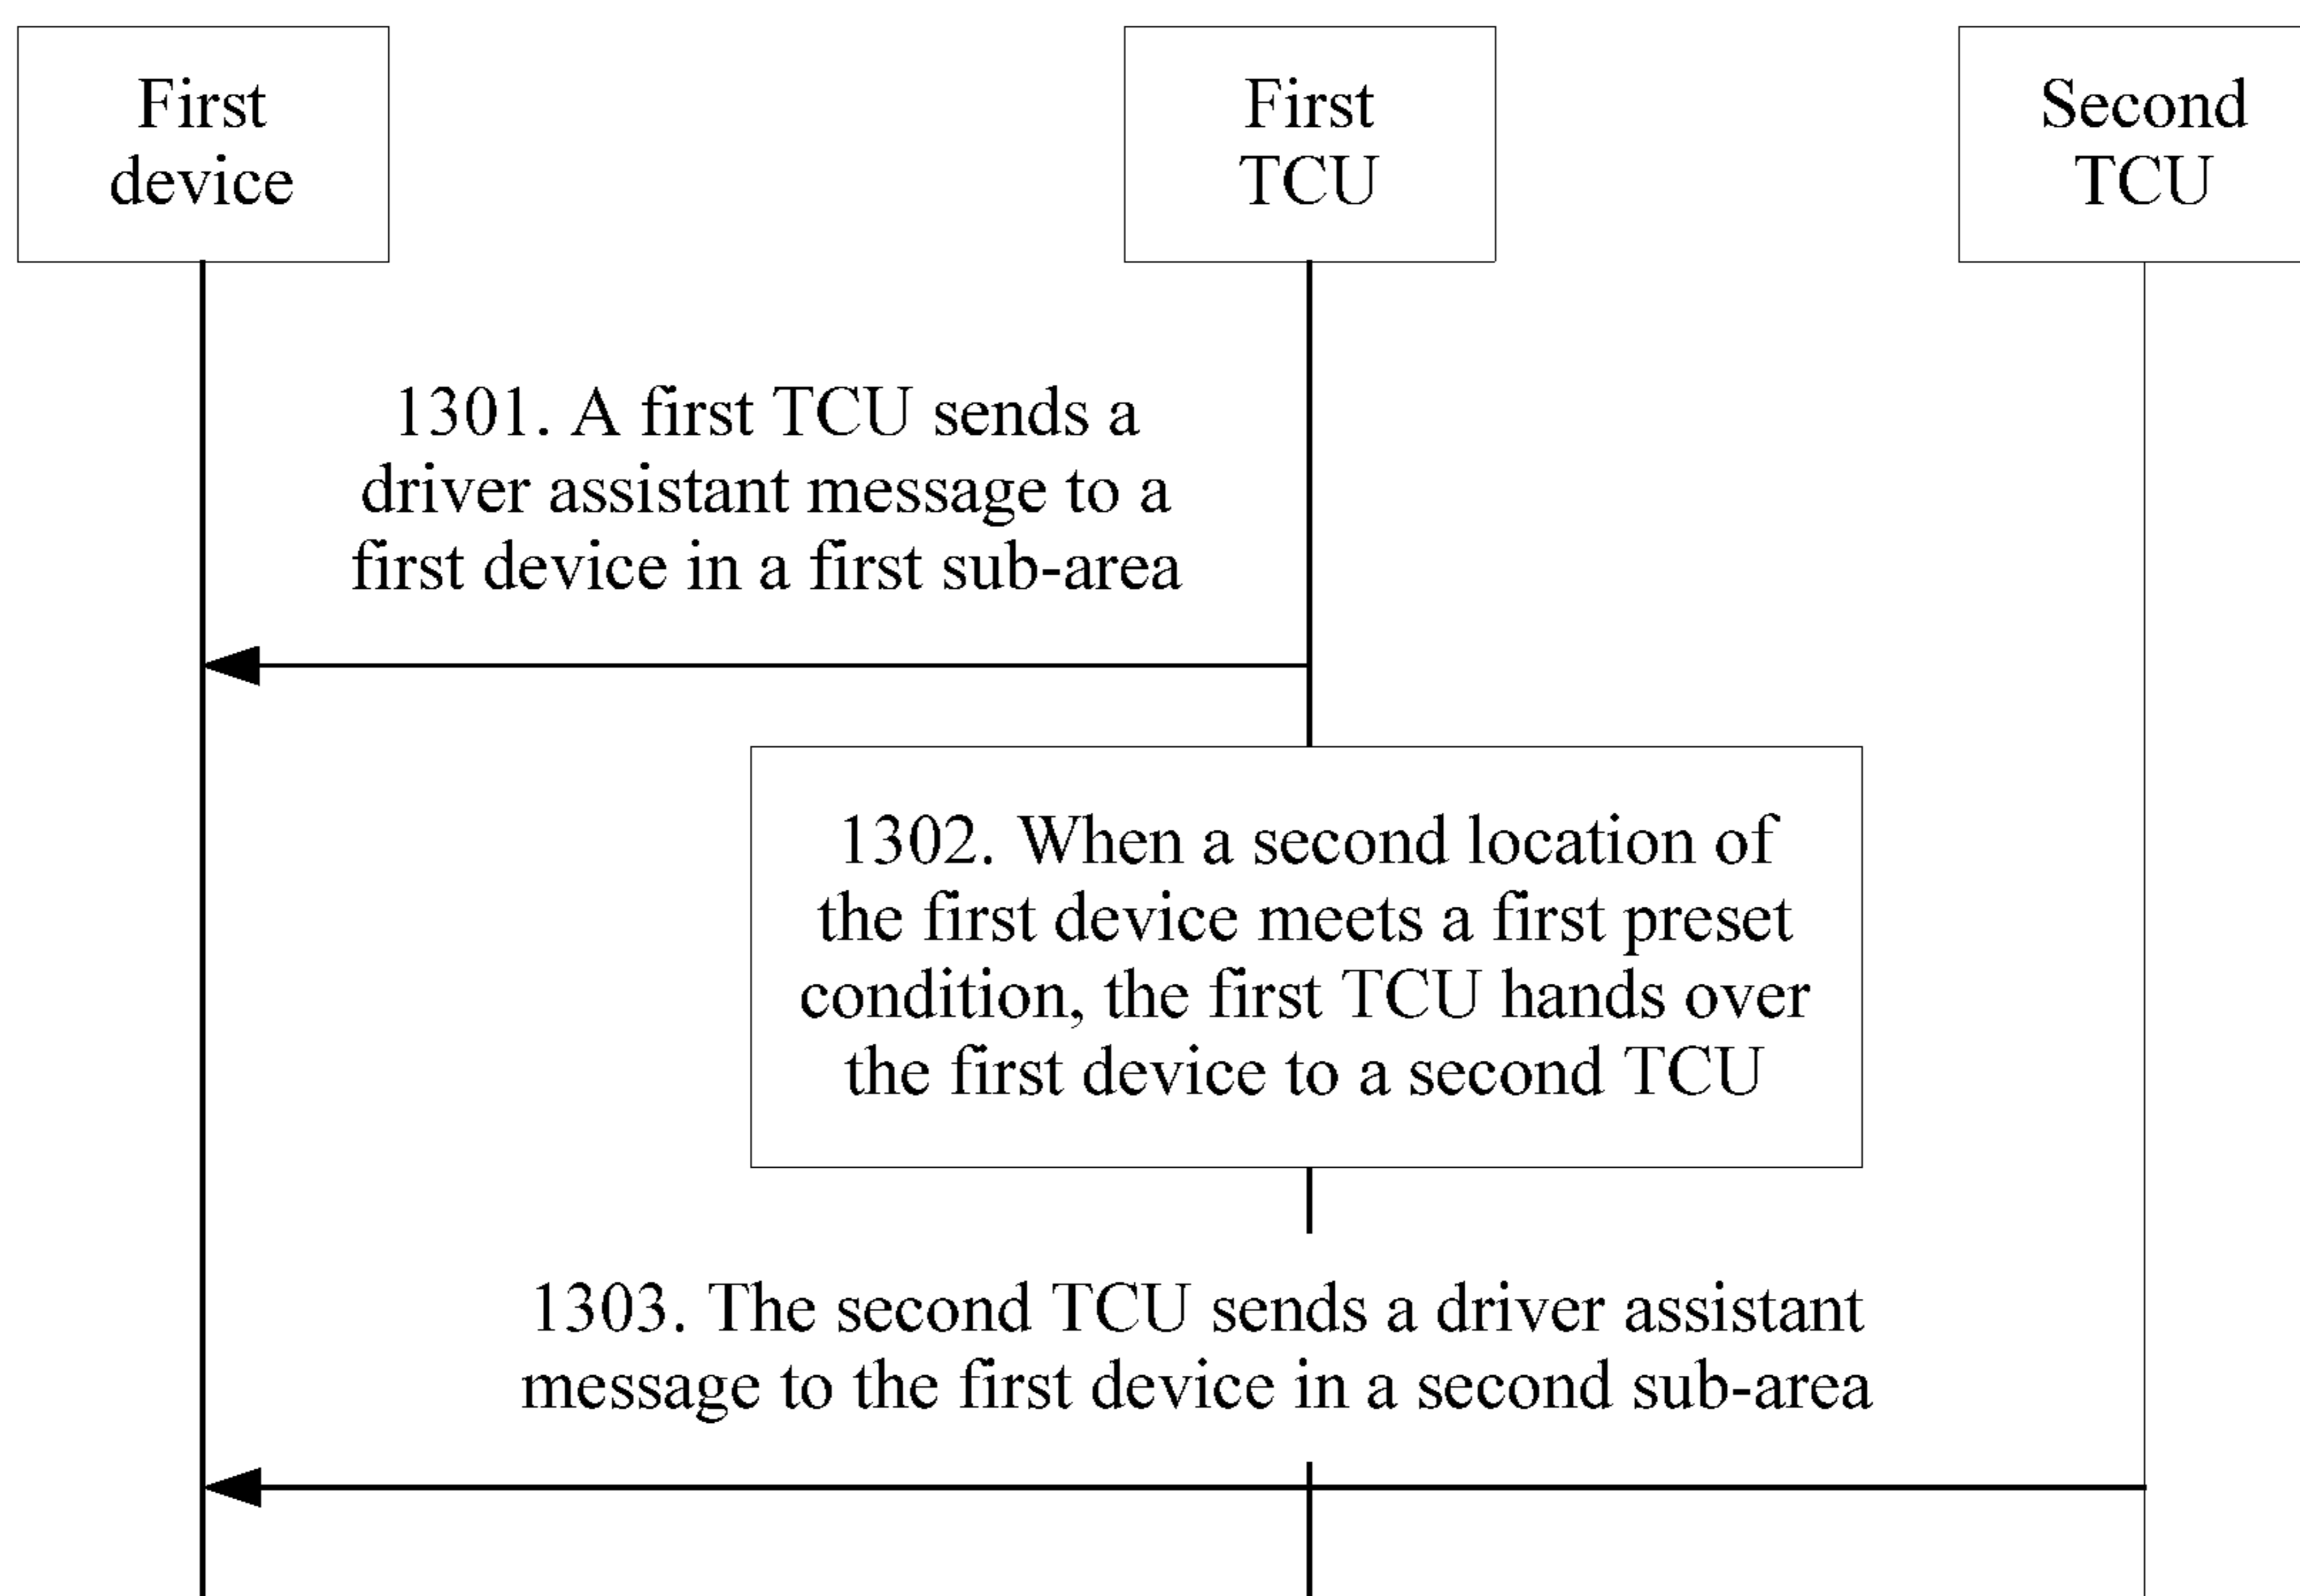 First
device
First
TCU
Second
TCU
1301. A first TCU sends a
driver assistant message to a
first device in a first sub-area
1302. When a second location of
the first device meets a first preset
condition, the first TCU hands over
the first device to a second TCU
1303. The second TCU sends a driver assistant
message to the first device in a second sub-area